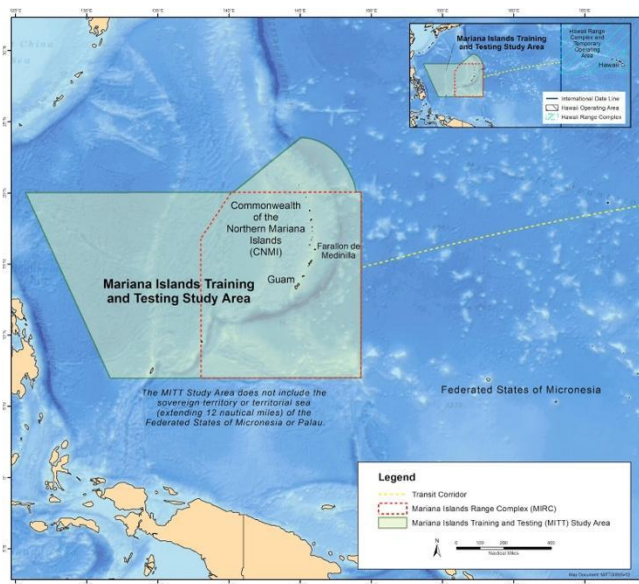 Mariana Islands Training
and Testing Study Area
Hawaii Range
Complex and
Temporary
Operating
Area
Hawaii
International Date Line
Hawaii Operating Area
Hawaii Range Complex
Commonwealth
of the
Northern Mariana
Islands
(CNMI)
Farallon de
Medinilla
Guam
Mariana Islands Training
and Testing Study Area
The MITT Study Area does not include the
sovereign territory or territorial sea
(extending 12 nautical miles) of the
Federated States of Micronesia or Palau.
Federated States of Micronesia
Legend
Transit Corridor
Mariana Islands Range Complex (MIRC)
Mariana Islands Training and Testing (MITT) Study Area
N
0 100 200 400
Nautical Miles